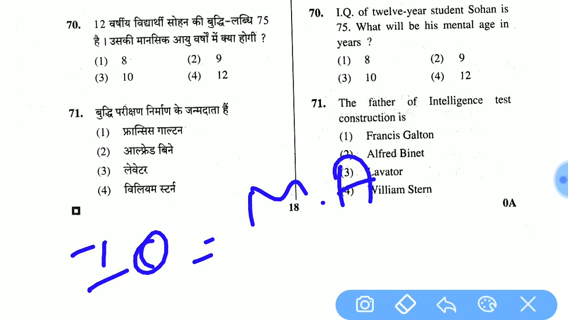 70. 12 वर्षीय विद्यार्थी सोहन की बुद्धि-लब्धि 75
है । उसकी मानसिक आयु वर्षों में क्या होगी ?
(1) 8 (2) 9
(3) 10 (4) 12
71. बुद्धि परीक्षण निर्माण के जन्मदाता हैं
(1) फ्रान्सिस गाल्टन
(2) आल्फ्रेड बिने
(3) लेवेटर
(4) विलियम स्टर्न
70. I.Q. of twelve-year student Sohan is
75. What will be his mental age in
years ?
(1) 8 (2) 9
(3) 10 (4) 12
71. The father of Intelligence test
construction is
(1) Francis Galton
(2) Alfred Binet
(3) Lavator
(4) William Stern
18
0A
M.A
IQ =